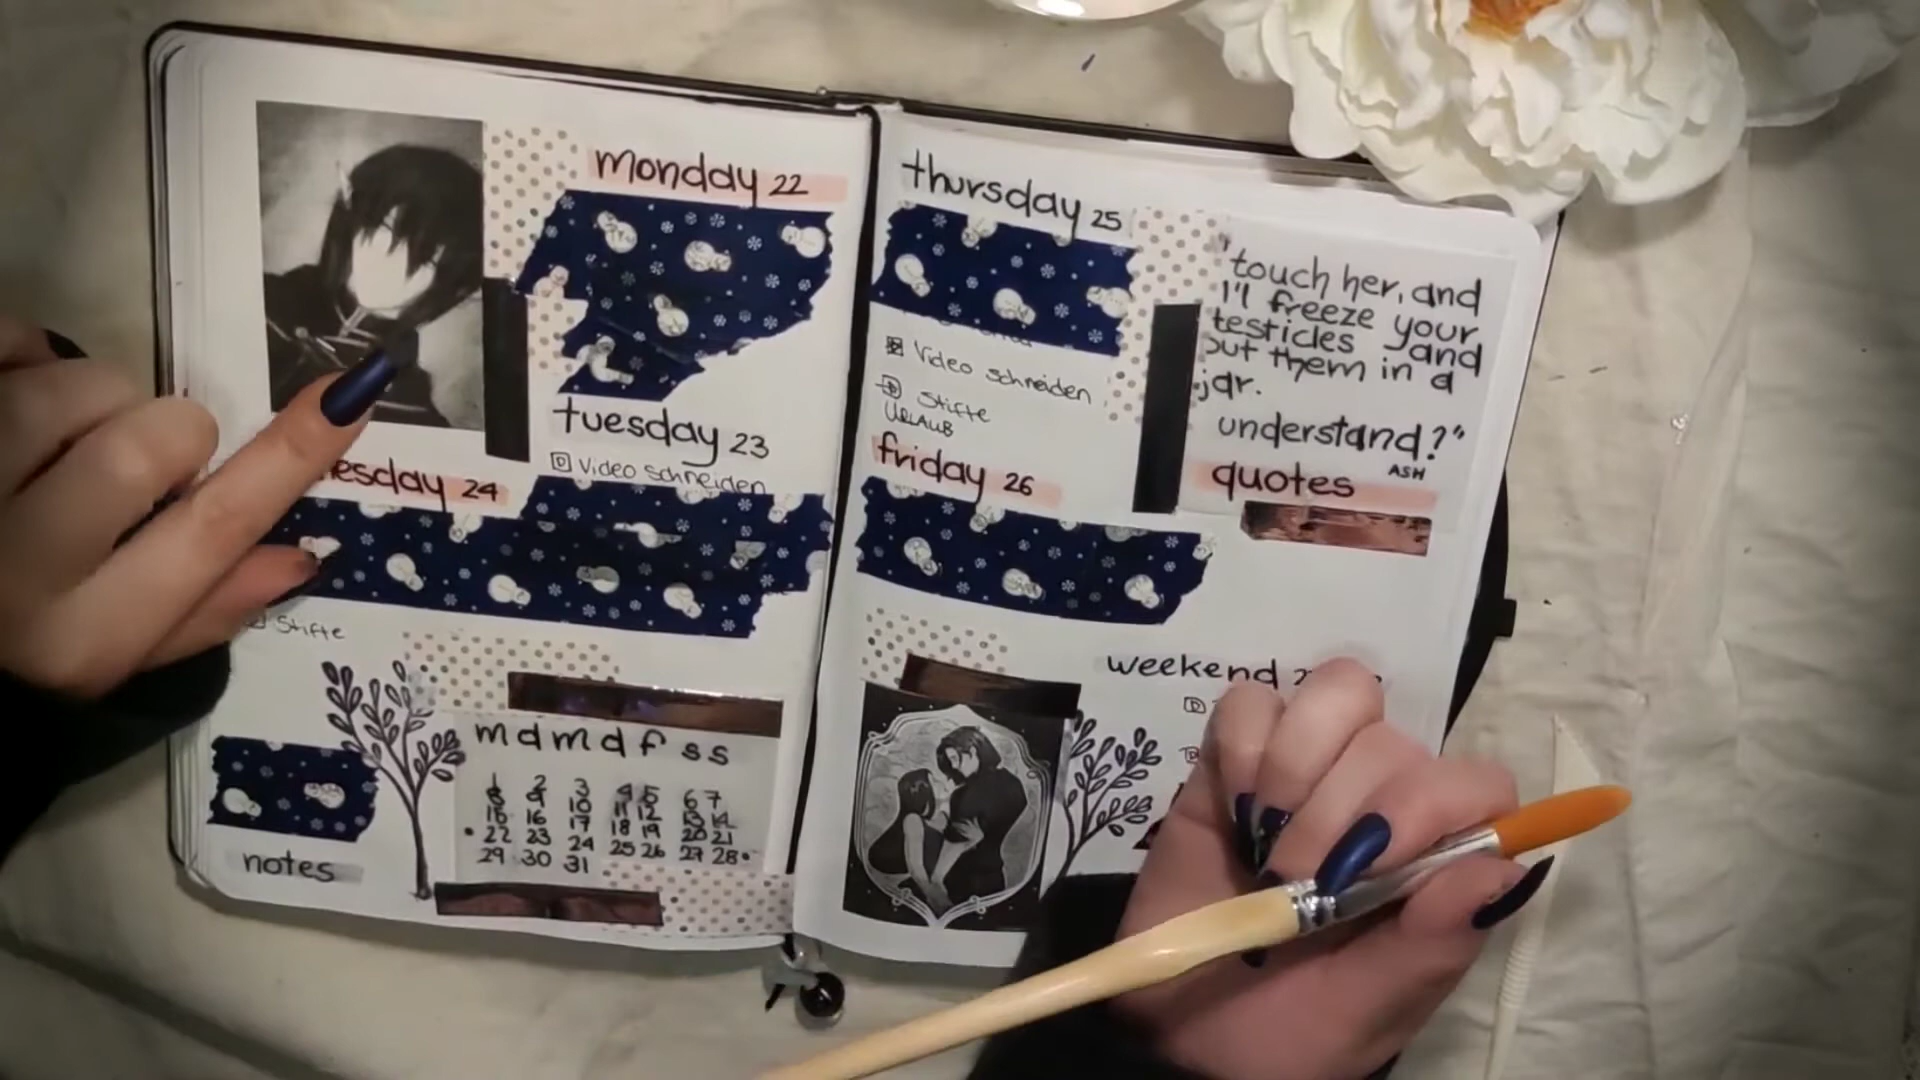 monday 22
tuesday 23
D Video schneiden
esday 24
Stifte
notes
m d m d f s s
1 2 3 4 5 6 7
8 9 10 11 12 13 14
15 16 17 18 19 20 21
22 23 24 25 26 27 28
29 30 31
thursday 25
Video schneiden
Stifte
URLAUB
friday 26
"touch her, and
I'l freeze your
testicles and
put them in a
jar.
understand?"
ASH
quotes
weekend
D